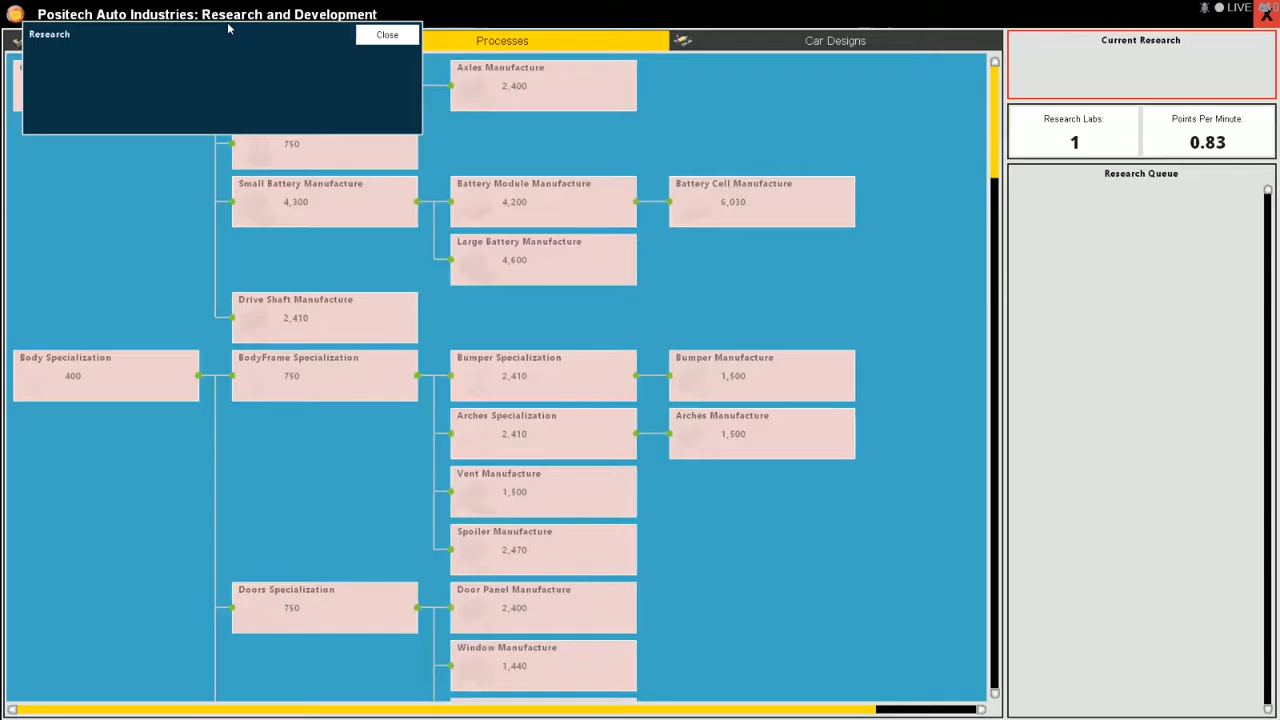 Positech Auto Industries: Research and Development
LIVE
Research
Close
Processes
Car Designs
Current Research
Axles Manufacture
2,400
Research Labs:
1
Points Per Minute:
0.83
750
Research Queue
Small Battery Manufacture
4,300
Battery Module Manufacture
4,200
Battery Cell Manufacture
6,030
Large Battery Manufacture
4,600
Drive Shaft Manufacture
2,410
Body Specialization
400
BodyFrame Specialization
750
Bumper Specialization
2,410
Bumper Manufacture
1,500
Arches Specialization
2,410
Arches Manufacture
1,500
Vent Manufacture
1,500
Spoiler Manufacture
2,470
Doors Specialization
750
Door Panel Manufacture
2,400
Window Manufacture
1,440